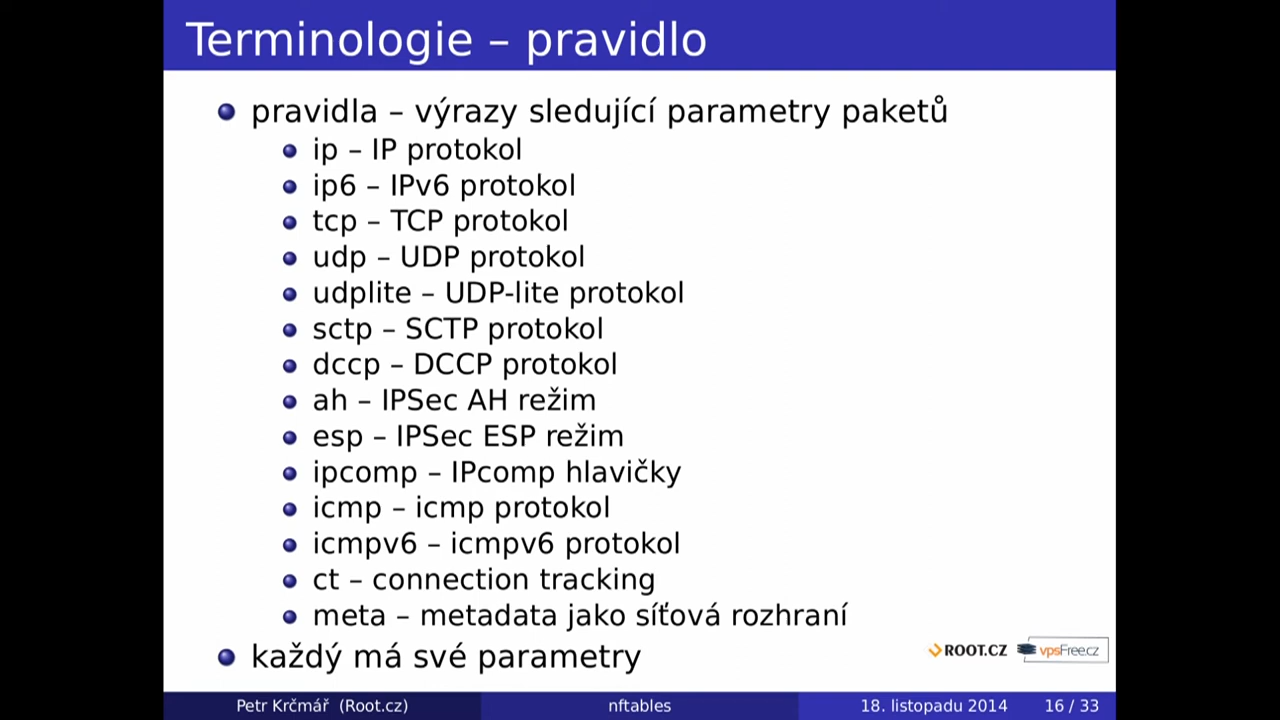 Terminologie – pravidlo
pravidla – výrazy sledující parametry paketů
ip – IP protokol
ip6 – IPv6 protokol
tcp – TCP protokol
udp – UDP protokol
udplite – UDP-lite protokol
sctp – SCTP protokol
dccp – DCCP protokol
ah – IPSec AH režim
esp – IPSec ESP režim
ipcomp – IPcomp hlavičky
icmp – icmp protokol
icmpv6 – icmpv6 protokol
ct – connection tracking
meta – metadata jako síťová rozhraní
každý má své parametry
ROOT.CZ vpsFree.cz
Petr Krčmář (Root.cz) nftables 18. listopadu 2014 16 / 33